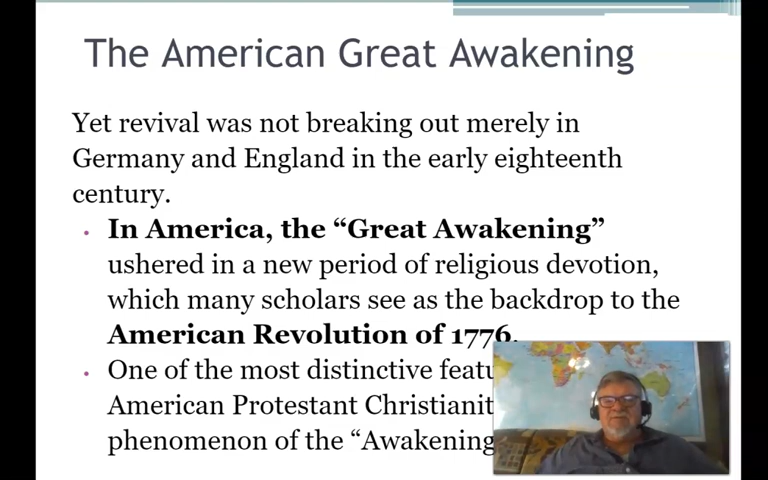 The American Great Awakening
Yet revival was not breaking out merely in
Germany and England in the early eighteenth
century.
• In America, the “Great Awakening”
ushered in a new period of religious devotion,
which many scholars see as the backdrop to the
American Revolution of 1776.
• One of the most distinctive
American Protestant
phenomenon of the “Awakening